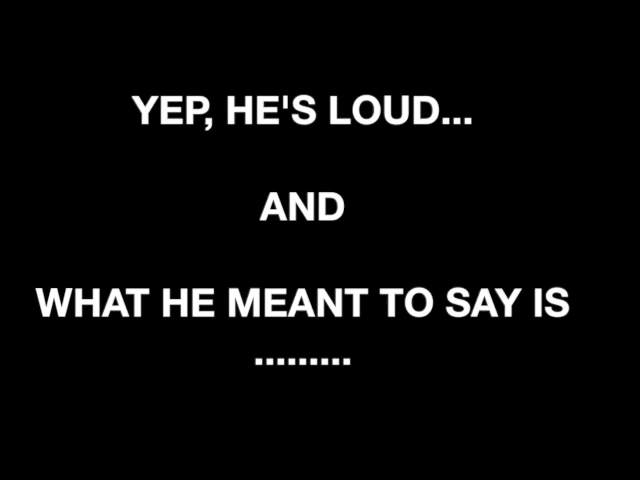 YEP, HE'S LOUD...
AND
WHAT HE MEANT TO SAY IS
.........